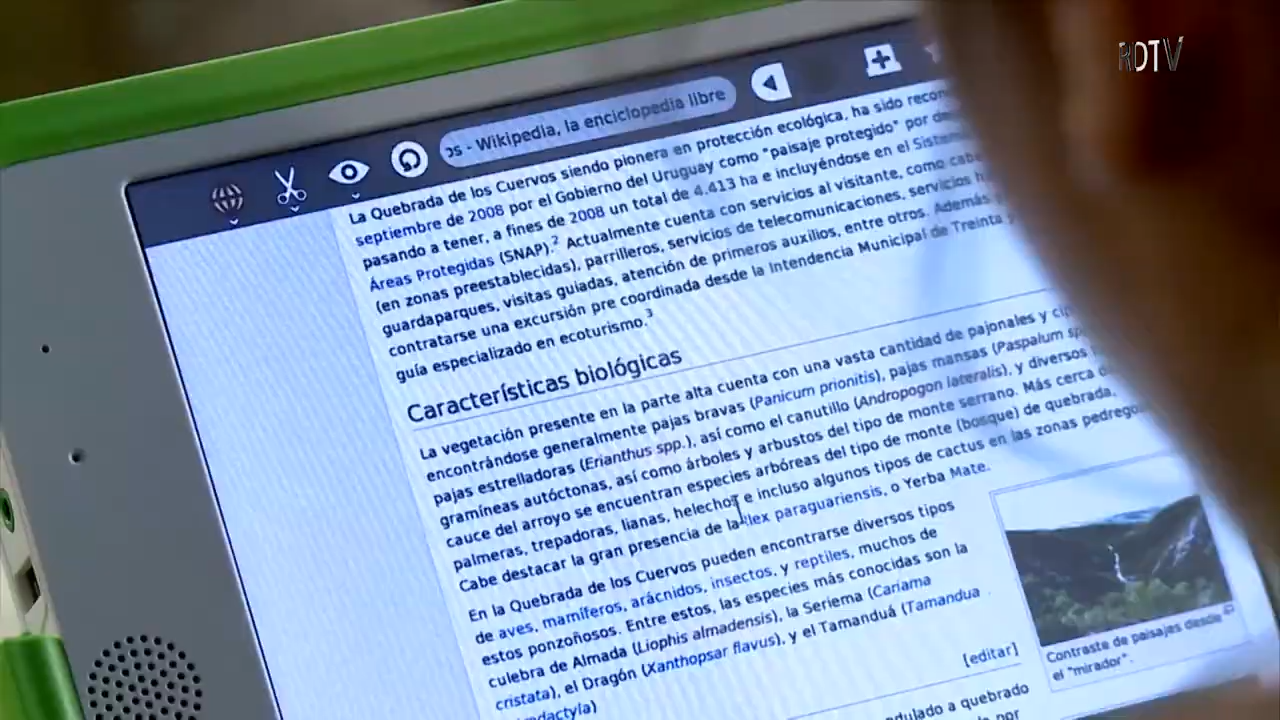 RDTV
os - Wikipedia, la enciclopedia libre
La Quebrada de los Cuervos siendo pionera en protección ecológica, ha sido
septiembre de 2008 por el Gobierno del Uruguay como "paisaje protegido" por
pasando a tener, a fines de 2008 un total de 4.413 ha e incluyéndose en el
Áreas Protegidas (SNAP).2 Actualmente cuenta con servicios al visitante, como
(en zonas preestablecidas), parrilleros, servicios de telecomunicaciones, servicios
guardaparques, visitas guiadas, atención de primeros auxilios, entre otros. Además
contratarse una excursión pre coordinada desde la Intendencia Municipal de Treinta
guía especializado en ecoturismo.3
Características biológicas
La vegetación presente en la parte alta cuenta con una vasta cantidad de pajonales y
encontrándose generalmente pajas bravas (Panicum prionitis), pajas mansas (Paspalum
pajas estrelladoras (Erianthus spp.), así como el canutillo (Andropogon lateralis), y diversos
gramíneas autóctonas, así como árboles y arbustos del tipo de monte serrano. Más cerca
cauce del arroyo se encuentran especies arbóreas del tipo de monte (bosque) de quebrada,
palmeras, trepadoras, lianas, helechos e incluso algunos tipos de cactus en las zonas
Cabe destacar la gran presencia de la Ilex paraguariensis, o Yerba Mate.
En la Quebrada de los Cuervos pueden encontrarse diversos tipos
de aves, mamíferos, arácnidos, insectos, y reptiles, muchos de
estos ponzoñosos. Entre estos, las especies más conocidas son la
culebra de Almada (Liophis almadensis), la Seriema (Cariama
cristata), el Dragón (Xanthopsar flavus), y el Tamanduá (Tamandua
Contraste de paisajes desde
el "mirador".
[editar]
a quebrado
por